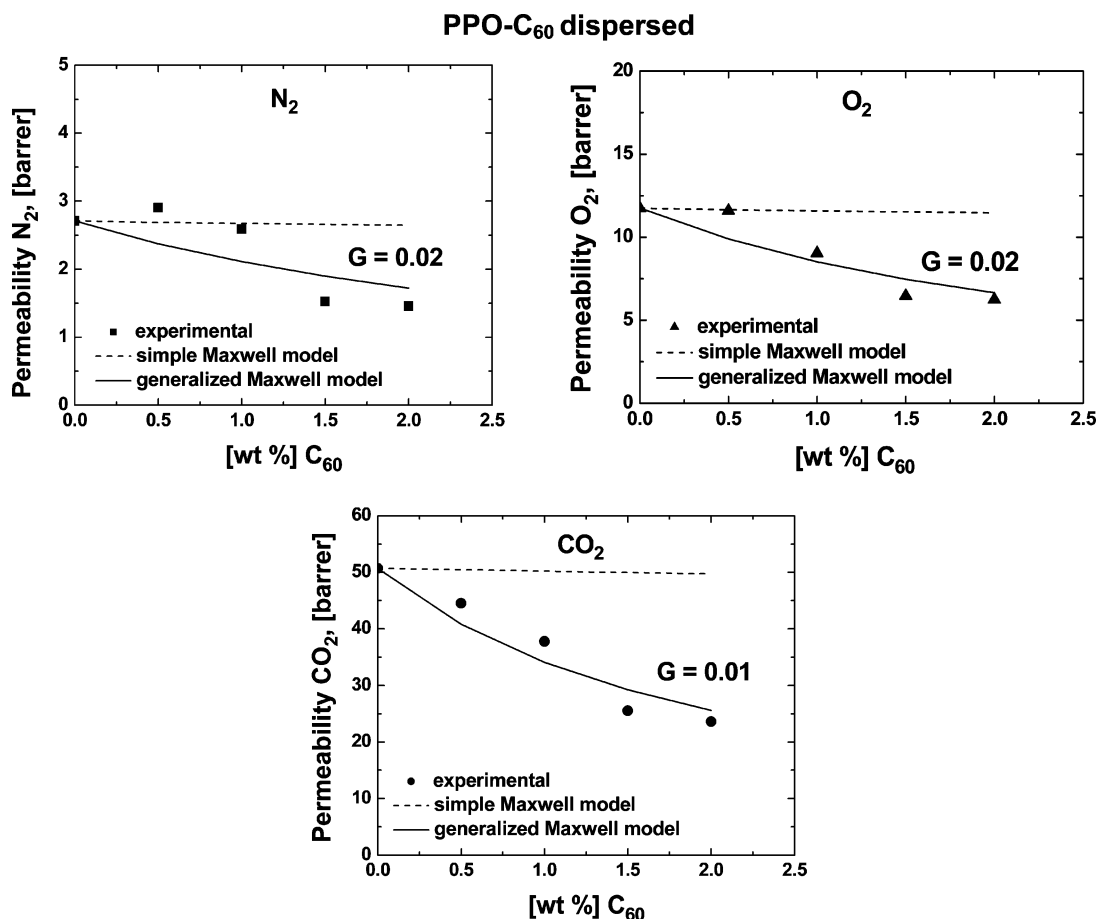 PPO-C60 dispersed
5
4
3
2
1
0
0.0 0.5 1.0 1.5 2.0 2.5
Permeability N2, [barrer]
[wt %] C60
N2
G = 0.02
experimental
simple Maxwell model
generalized Maxwell model
20
15
10
5
0
0.0 0.5 1.0 1.5 2.0 2.5
Permeability O2, [barrer]
[wt %] C60
O2
G = 0.02
experimental
simple Maxwell model
generalized Maxwell model
60
50
40
30
20
10
0
0.0 0.5 1.0 1.5 2.0 2.5
Permeability CO2, [barrer]
[wt %] C60
CO2
G = 0.01
experimental
simple Maxwell model
generalized Maxwell model